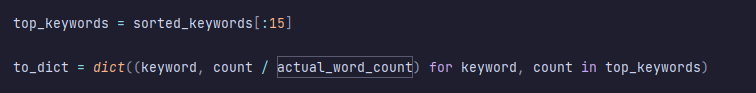 top_keywords = sorted_keywords[:15]
to_dict = dict((keyword, count / actual_word_count) for keyword, count in top_keywords)